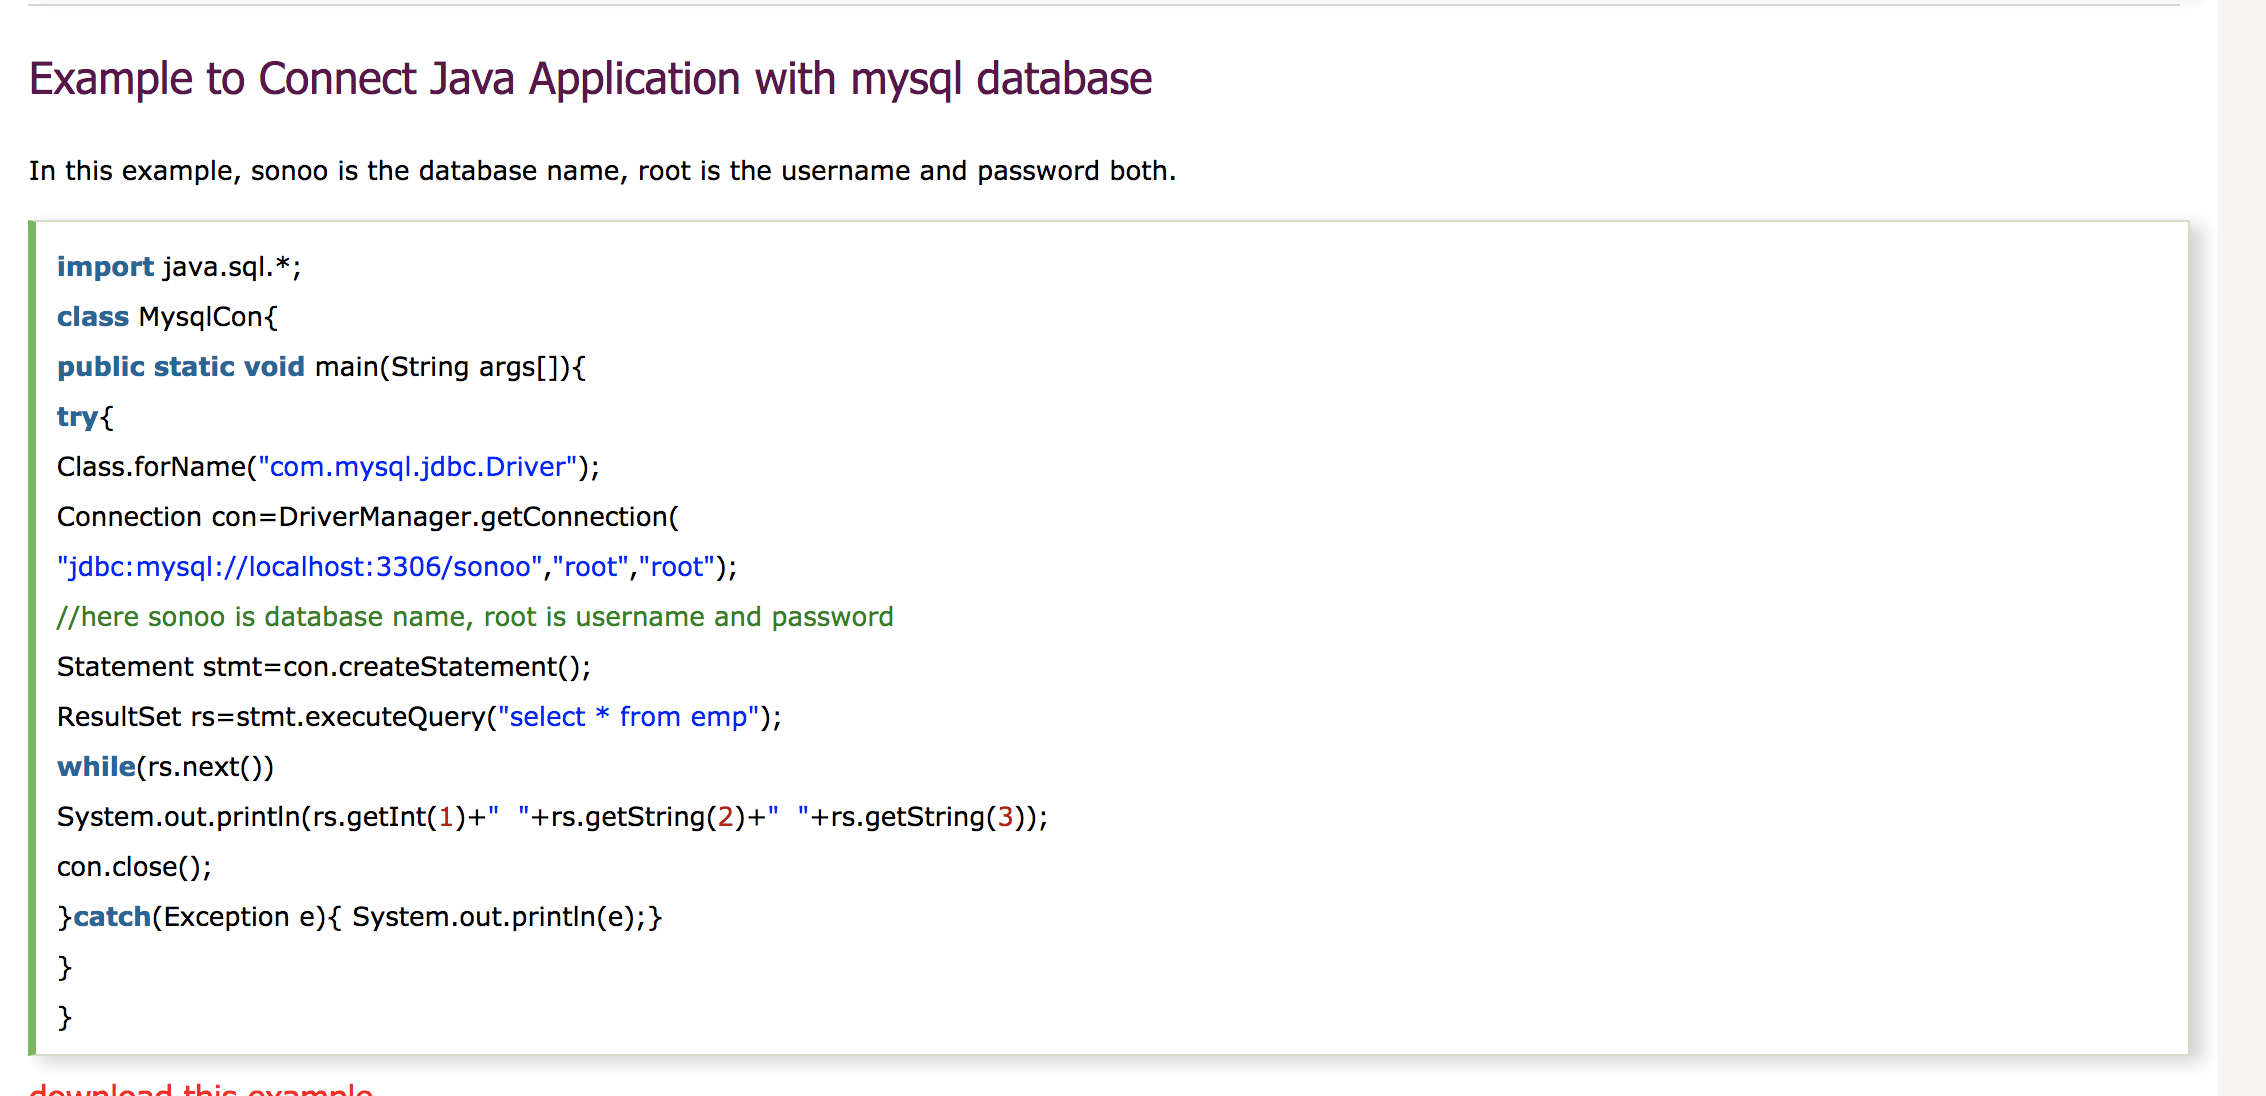 Example to Connect Java Application with mysql database
In this example, sonoo is the database name, root is the username and password both.
import java.sql.*;
class MysqlCon{
public static void main(String args[]){
try{
Class.forName("com.mysql.jdbc.Driver");
Connection con=DriverManager.getConnection(
"jdbc:mysql://localhost:3306/sonoo","root","root");
//here sonoo is database name, root is username and password
Statement stmt=con.createStatement();
ResultSet rs=stmt.executeQuery("select * from emp");
while(rs.next())
System.out.println(rs.getInt(1)+"  "+rs.getString(2)+"  "+rs.getString(3));
con.close();
}catch(Exception e){ System.out.println(e);}
}
}
download this example